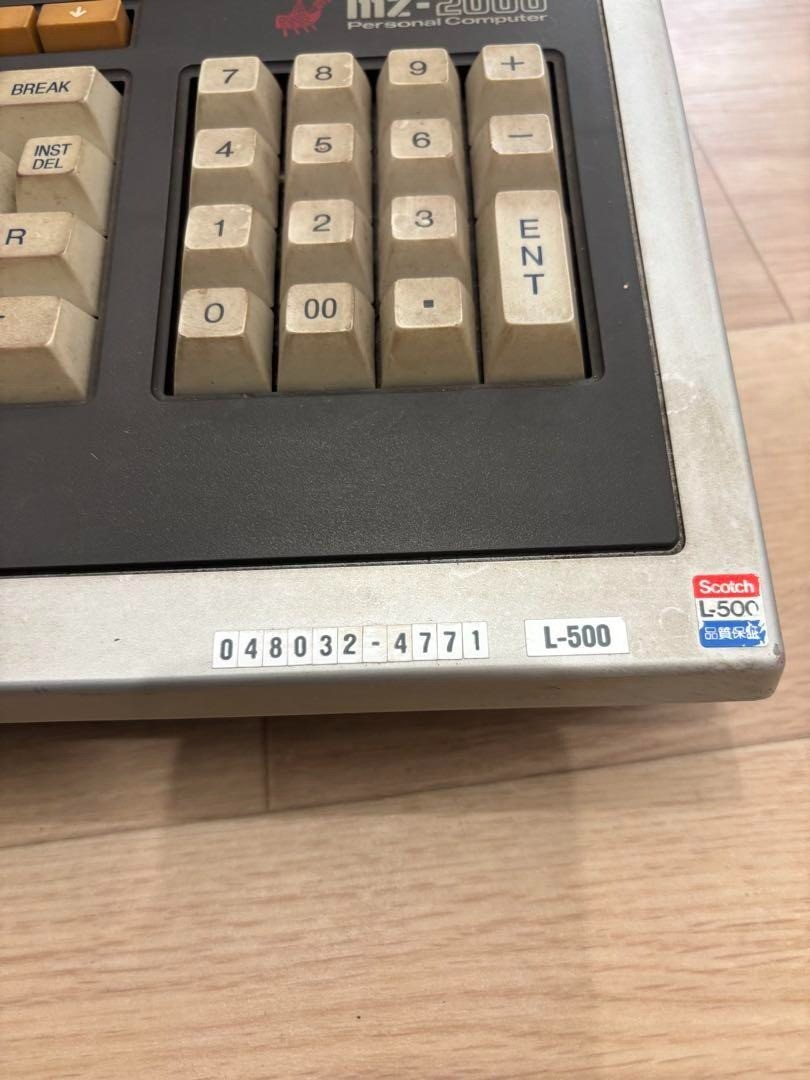 mz-2000
Personal Computer
↓
BREAK
7 8 9 +
INST
DEL
4 5 6 -
R
1 2 3
ENT
0 00 .
048032-4771
L-500
Scotch
L-500
品質保証